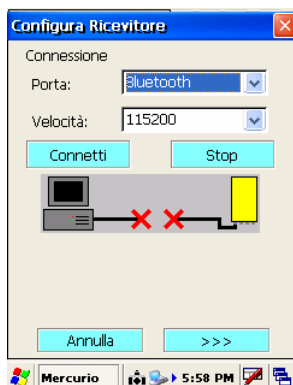 Configura Ricevitore
Connessione
Porta: Bluetooth
Velocità: 115200
Connetti Stop
Annulla >>>
Mercurio 5:58 PM